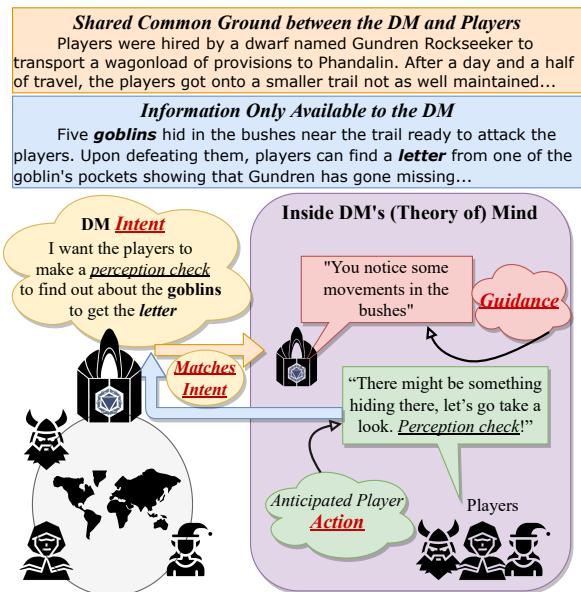 Shared Common Ground between the DM and Players
Players were hired by a dwarf named Gundren Rockseeker to
transport a wagonload of provisions to Phandalin. After a day and a half
of travel, the players got onto a smaller trail not as well maintained...
Information Only Available to the DM
Five goblins hid in the bushes near the trail ready to attack the
players. Upon defeating them, players can find a letter from one of the
goblin's pockets showing that Gundren has gone missing...
DM Intent
I want the players to
make a perception check
to find out about the goblins
to get the letter
Matches
Intent
Inside DM's (Theory of) Mind
"You notice some
movements in the
bushes"
Guidance
“There might be something
hiding there, let’s go take a
look. Perception check!”
Anticipated Player
Action
Players